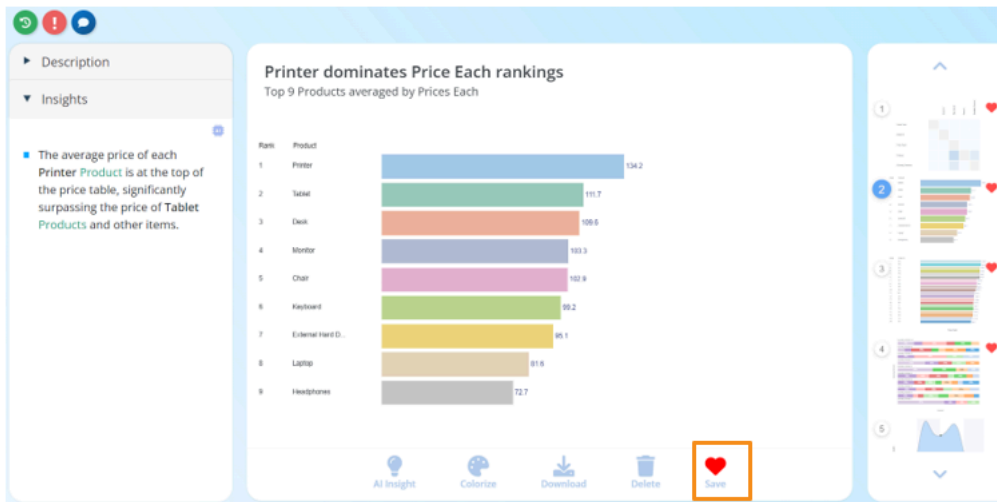 Description
Insights
The average price of each
Printer Product is at the top of
the price table, significantly
surpassing the price of Tablet
Products and other items.
Printer dominates Price Each rankings
Top 9 Products averaged by Prices Each
Rank Product
1 Printer 134.2
2 Tablet 111.7
3 Desk 109.6
4 Monitor 103.3
5 Chair 102.9
6 Keyboard 99.2
7 External Hard D... 95.1
8 Laptop 81.6
9 Headphones 72.7
AI Insight Colorize Download Delete Save
1
2
3
4
5